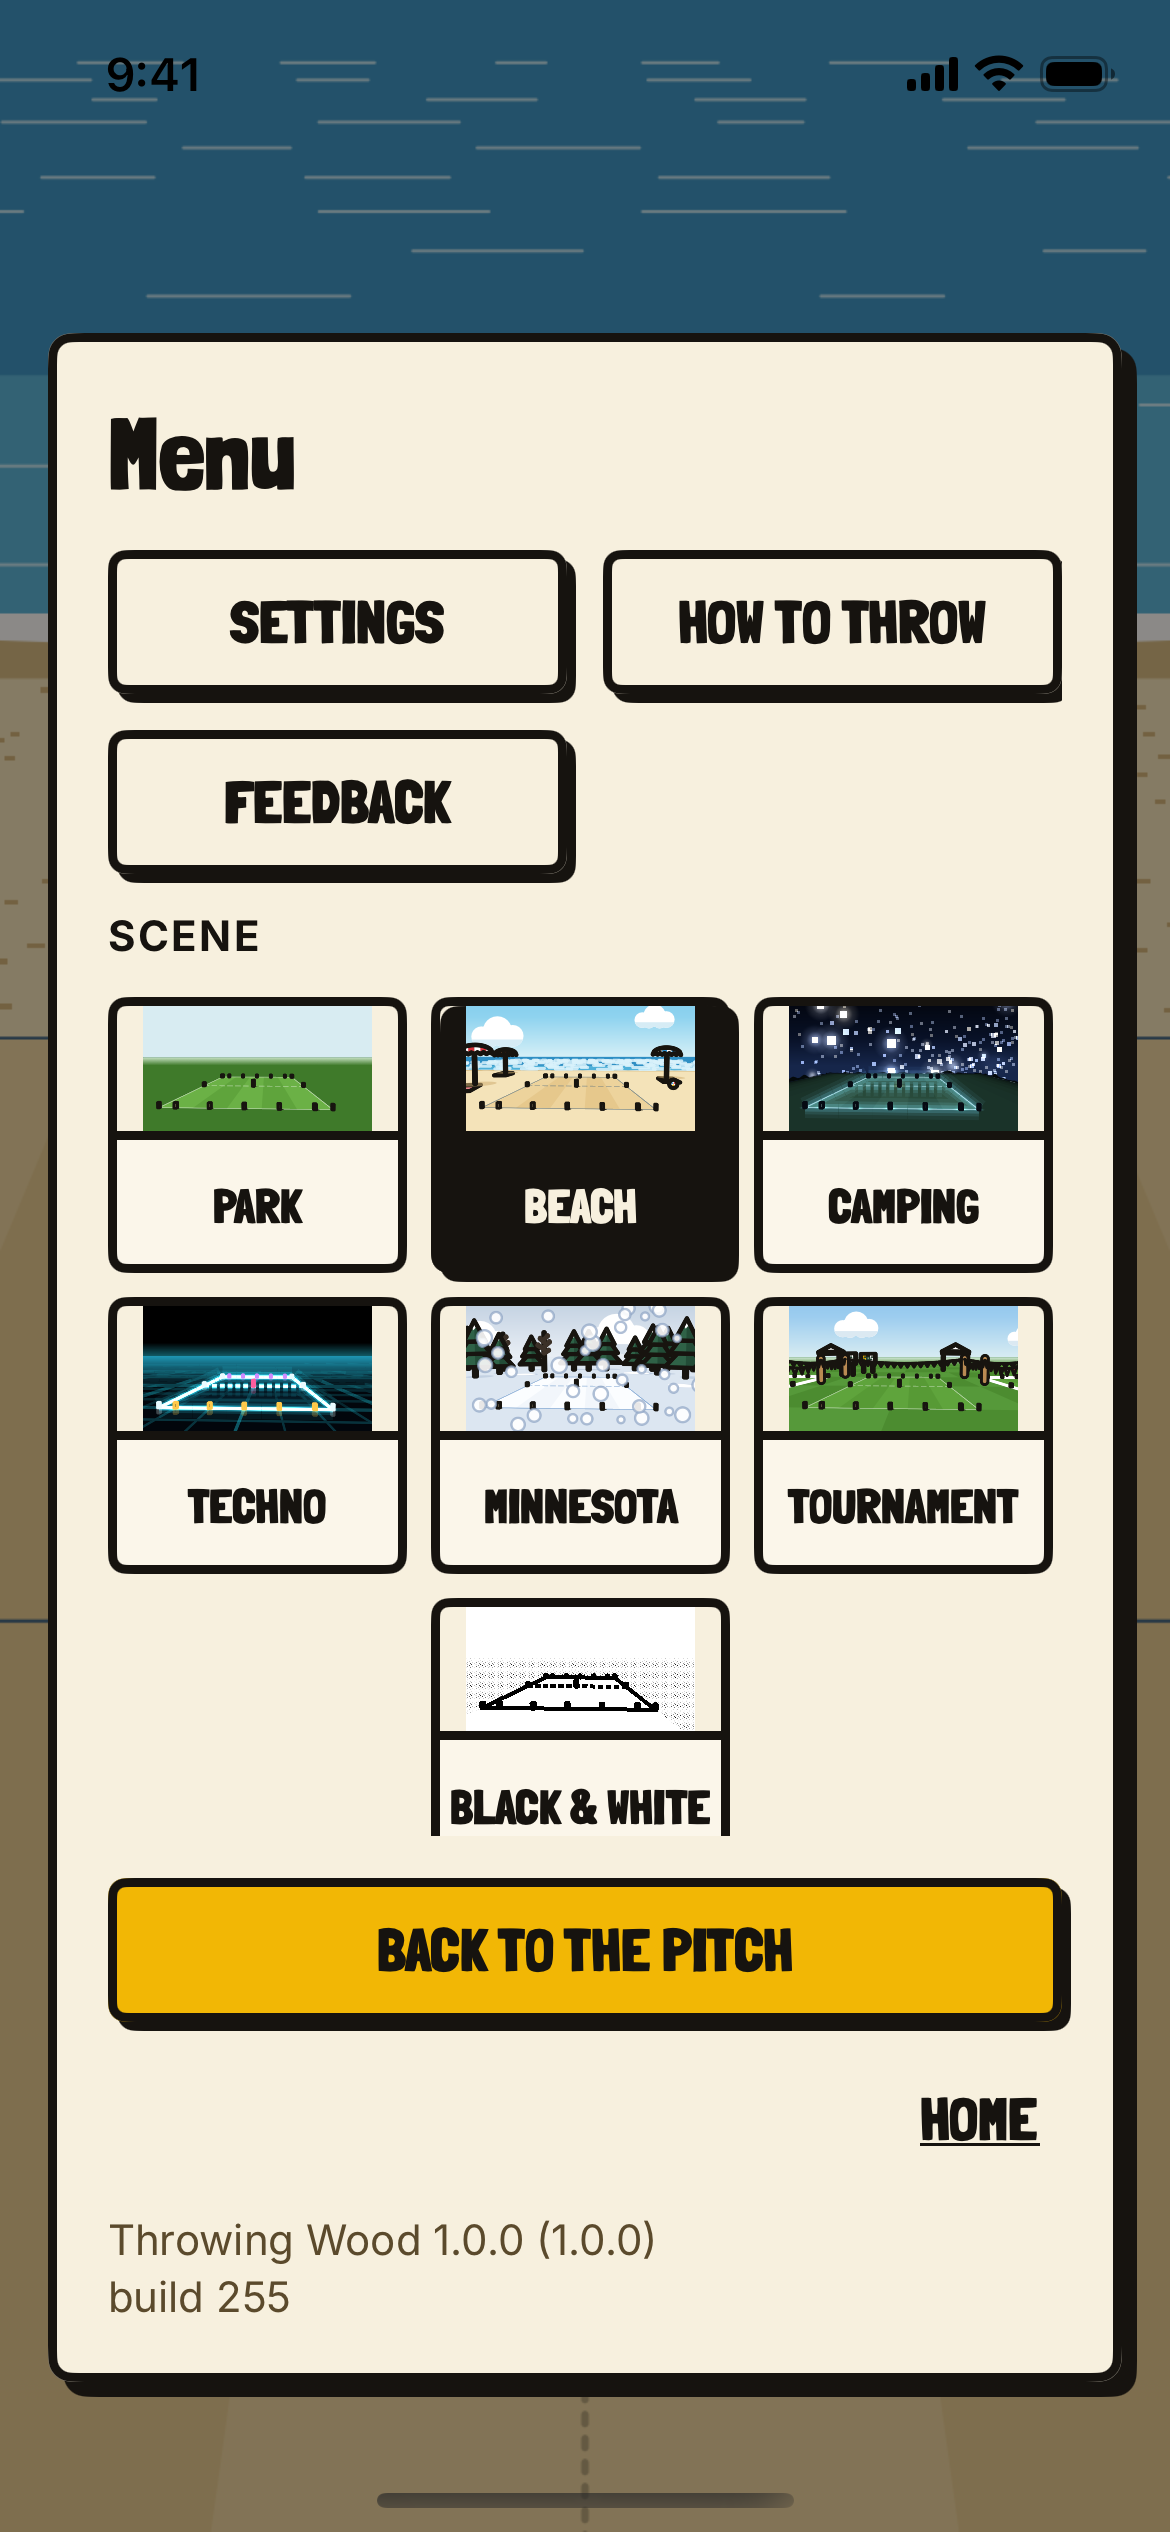 9:41
Menu
SETTINGS
HOW TO THROW
FEEDBACK
SCENE
PARK
BEACH
CAMPING
TECHNO
MINNESOTA
TOURNAMENT
BLACK & WHITE
BACK TO THE PITCH
HOME
Throwing Wood 1.0.0 (1.0.0)
build 255